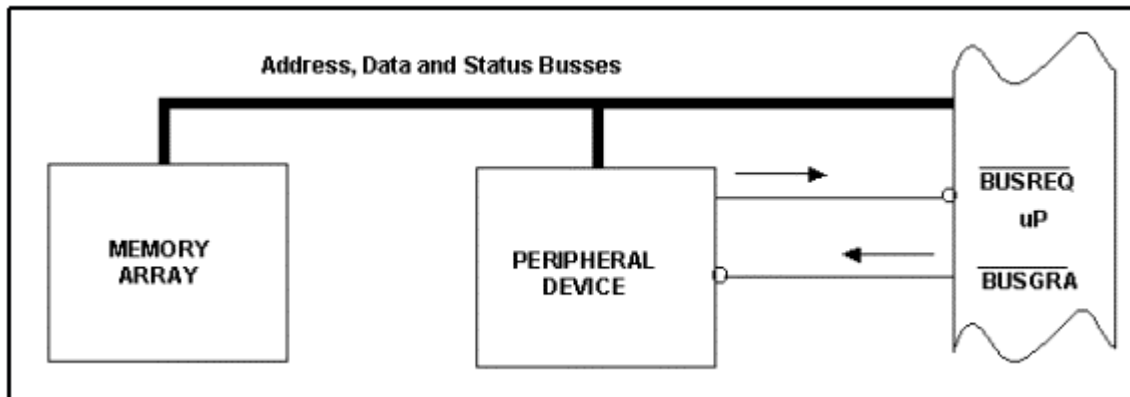 Address, Data and Status Busses
MEMORY
ARRAY
PERIPHERAL
DEVICE
BUSREQ
uP
BUSGRA